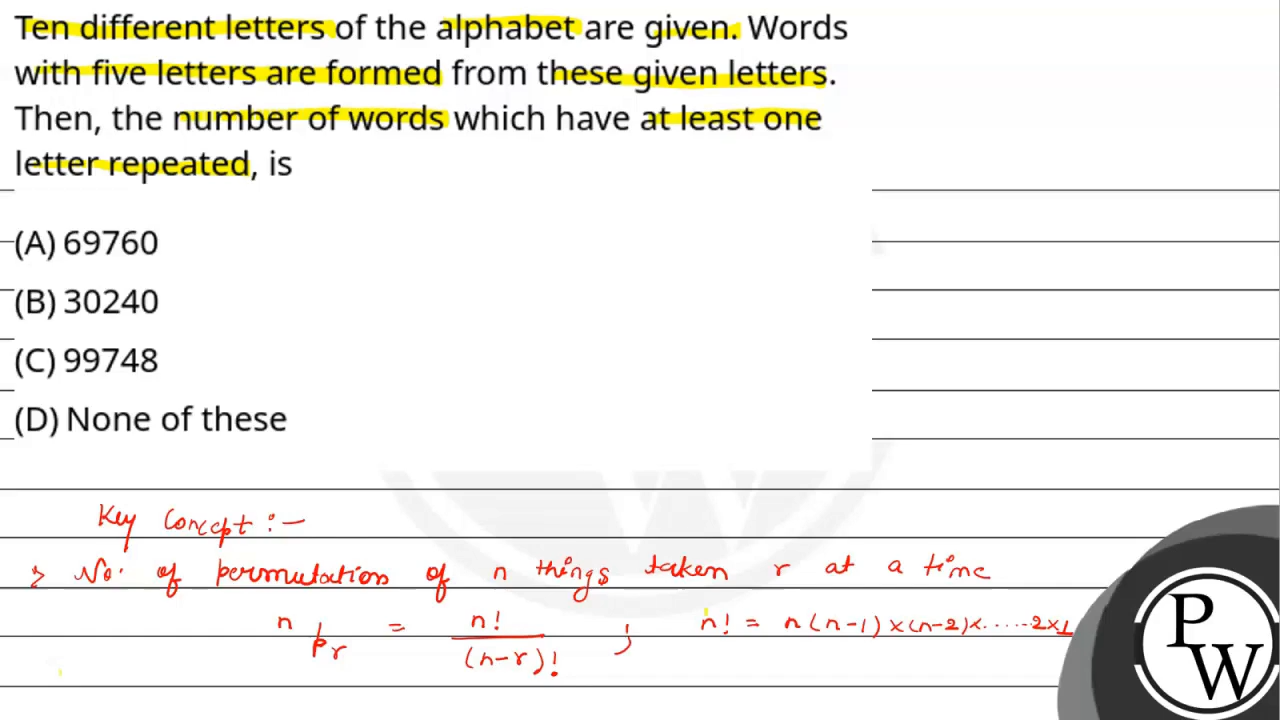 Ten different letters of the alphabet are given. Words
with five letters are formed from these given letters.
Then, the number of words which have at least one
letter repeated, is
(A) 69760
(B) 30240
(C) 99748
(D) None of these
Key Concept :-
> No. of permutation of n things taken r at a time
n p r = n! / (n-r)! ; n! = n(n-1)×(n-2)×.....2×1
P
W